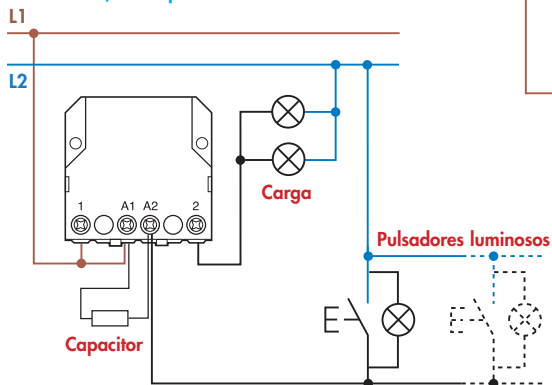 L1
L2
1 A1 A2 2
Carga
Pulsadores luminosos
Capacitor